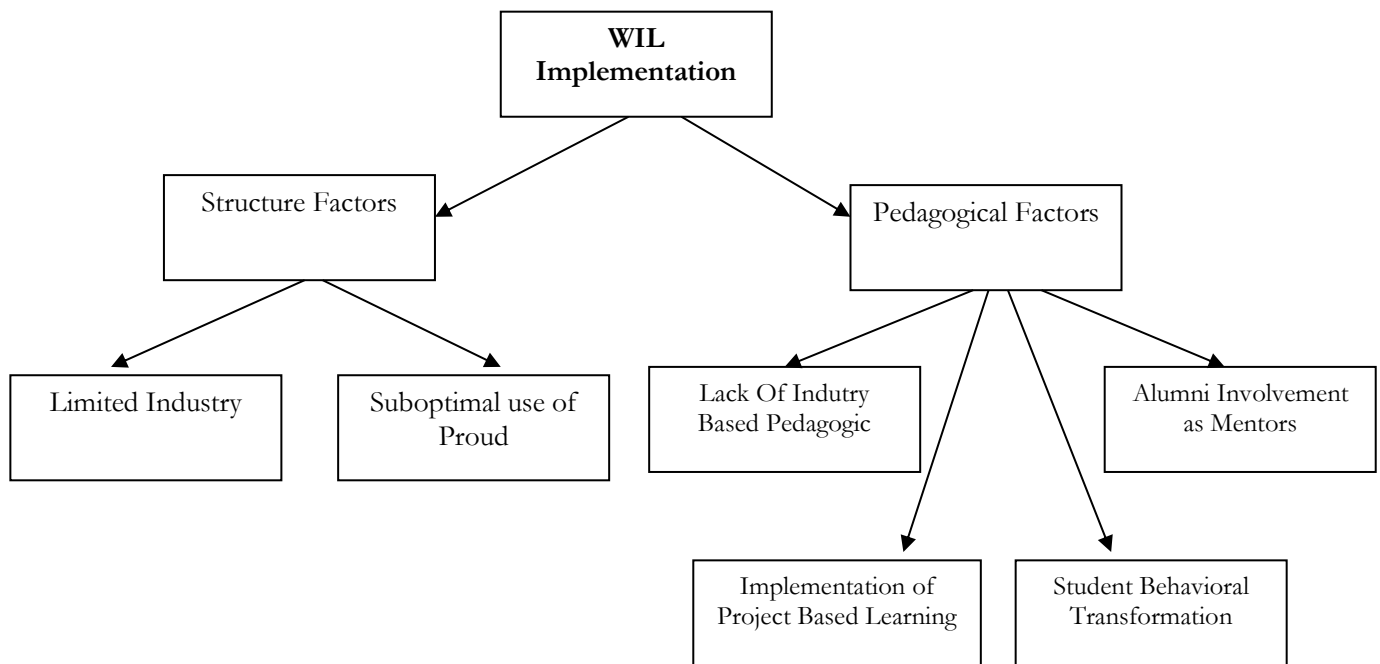 WIL
Implementation
Structure Factors
Pedagogical Factors
Limited Industry
Suboptimal use of
Proud
Lack Of Indutry
Based Pedagogic
Alumni Involvement
as Mentors
Implementation of
Project Based Learning
Student Behavioral
Transformation